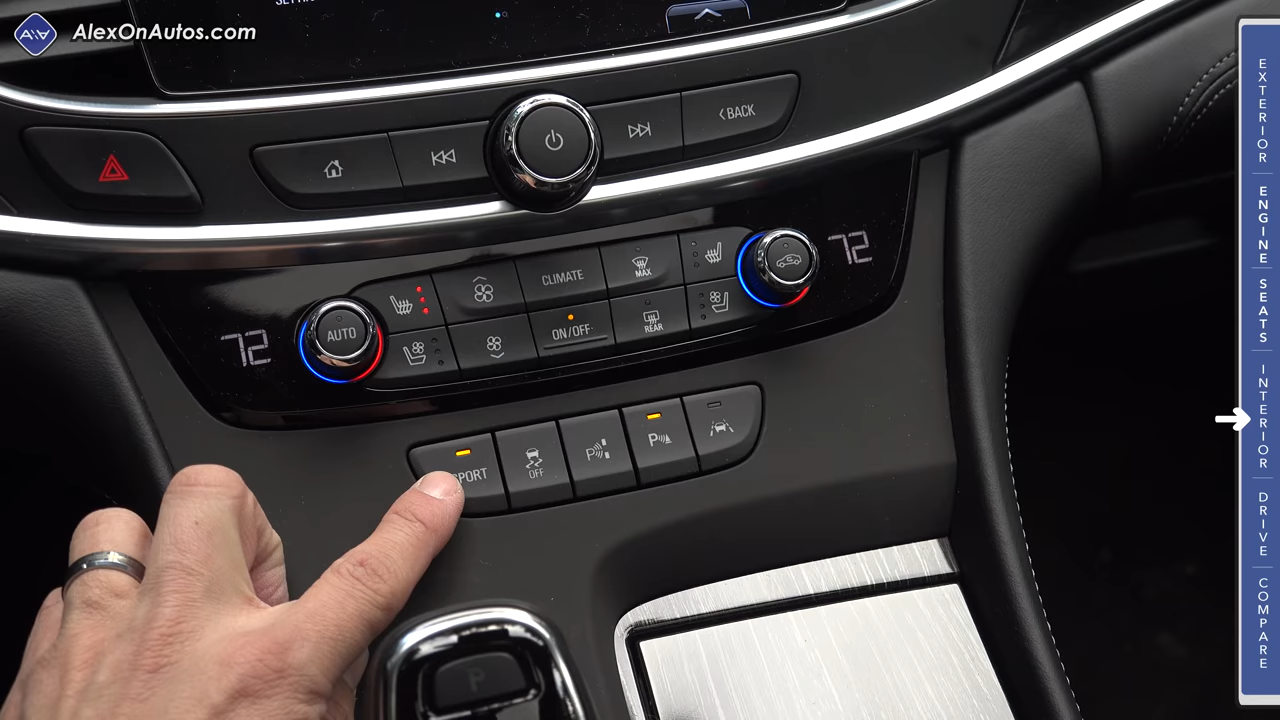 AlexOnAutos.com
BACK
72
AUTO
CLIMATE
MAX
ON/OFF
REAR
72
SPORT
OFF
P
P
P
EXTERIOR
ENGINE
SEATS
INTERIOR
DRIVE
COMPARE